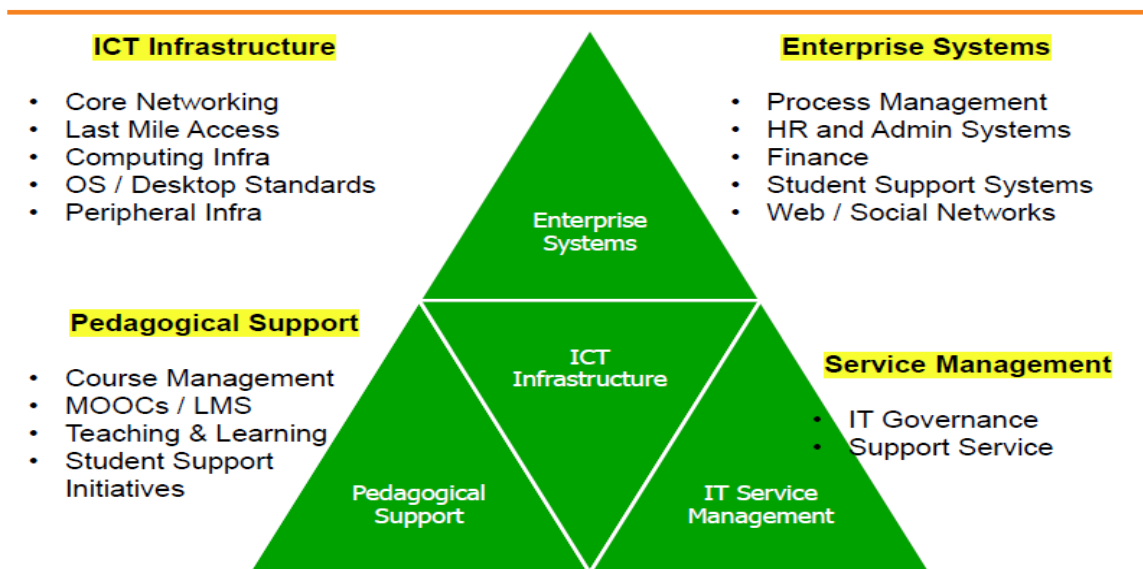 ICT Infrastructure
• Core Networking
• Last Mile Access
• Computing Infra
• OS / Desktop Standards
• Peripheral Infra
Enterprise Systems
• Process Management
• HR and Admin Systems
• Finance
• Student Support Systems
• Web / Social Networks
Enterprise
Systems
Pedagogical Support
• Course Management
• MOOCs / LMS
• Teaching & Learning
• Student Support
Initiatives
ICT
Infrastructure
Service Management
• IT Governance
• Support Service
Pedagogical
Support
IT Service
Management